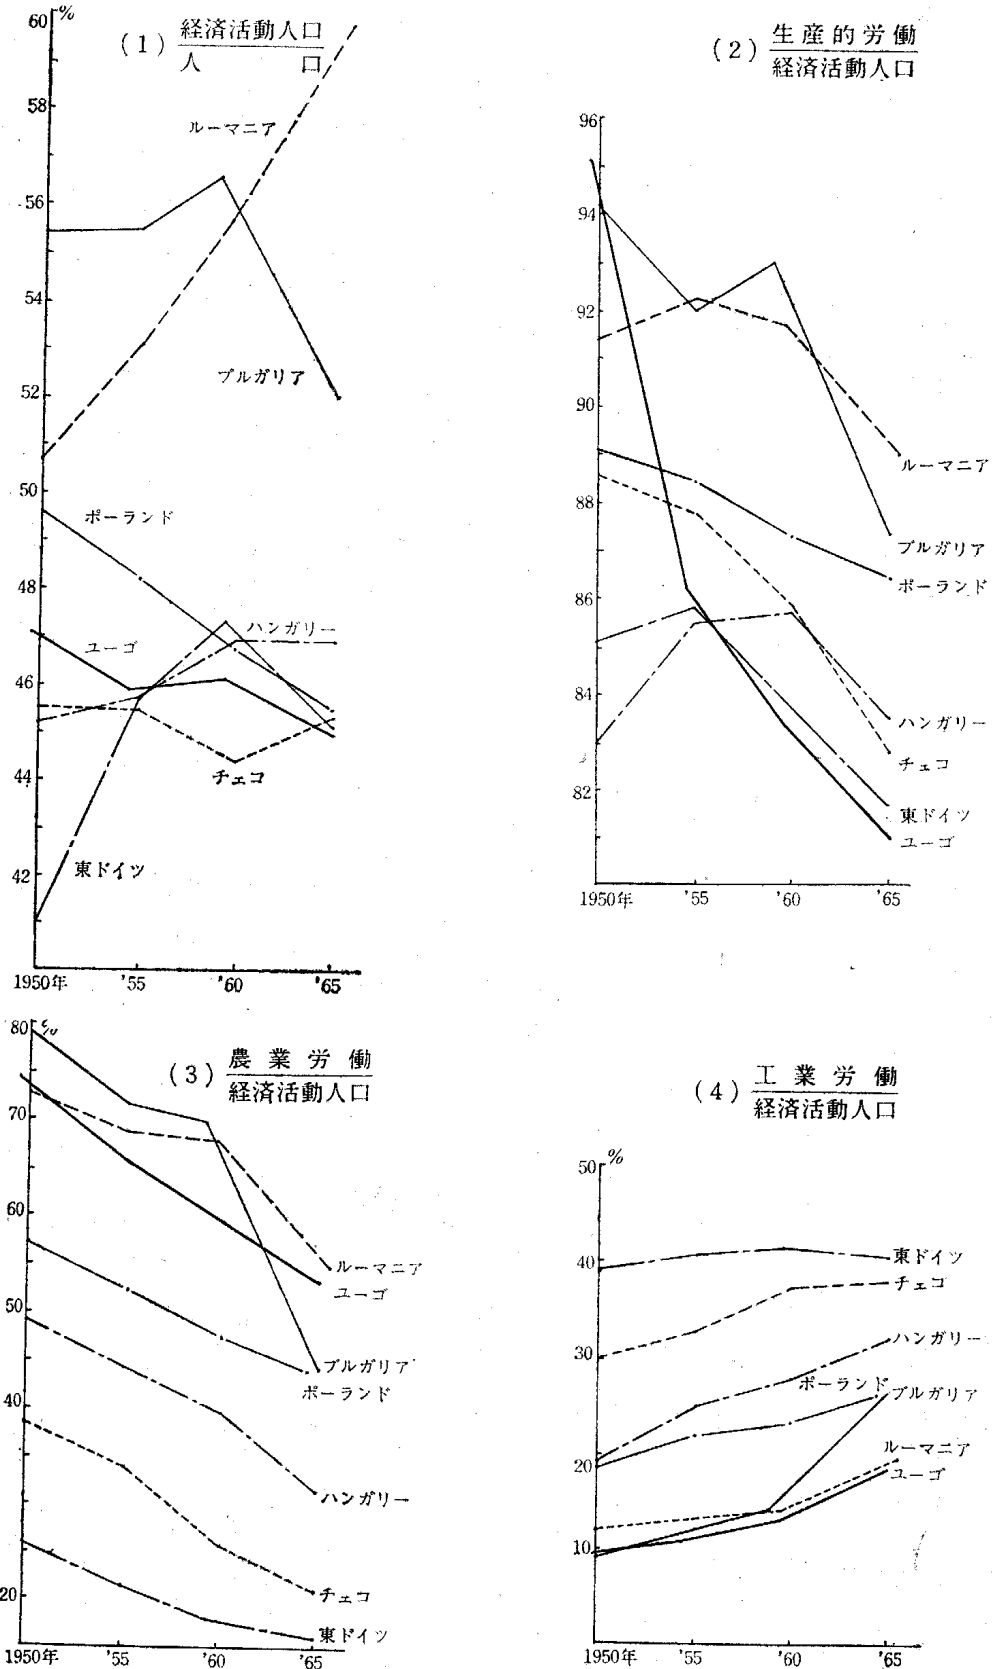 (1) 経済活動人口
人口
60 %
58
56
54
52
50
48
46
44
42
ルーマニア
ブルガリア
ポーランド
ユーゴ
ハンガリー
チェコ
東ドイツ
1950年 '55 '60 '65
(2) 生産的労働
経済活動人口
96
94
92
90
88
86
84
82
ルーマニア
ブルガリア
ポーランド
ハンガリー
チェコ
東ドイツ
ユーゴ
1950年 '55 '60 '65
(3) 農業労働
経済活動人口
80 %
70
60
50
40
20
ルーマニア
ユーゴ
ブルガリア
ポーランド
ハンガリー
チェコ
東ドイツ
1950年 '55 '60 '65
(4) 工業労働
経済活動人口
50 %
40
30
20
10
東ドイツ
チェコ
ハンガリー
ポーランド
ブルガリア
ルーマニア
ユーゴ
1950年 '55 '60 '65